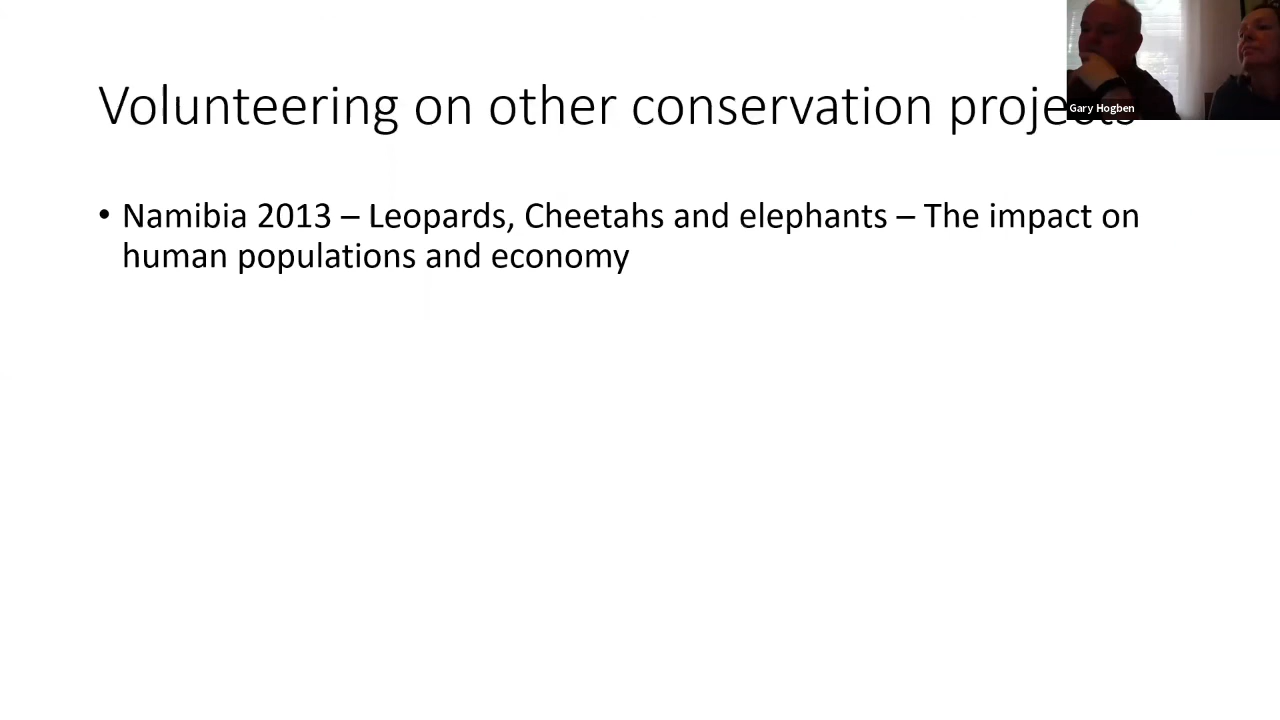 Volunteering on other conservation projects
Gary Hogben
• Namibia 2013 – Leopards, Cheetahs and elephants – The impact on
human populations and economy